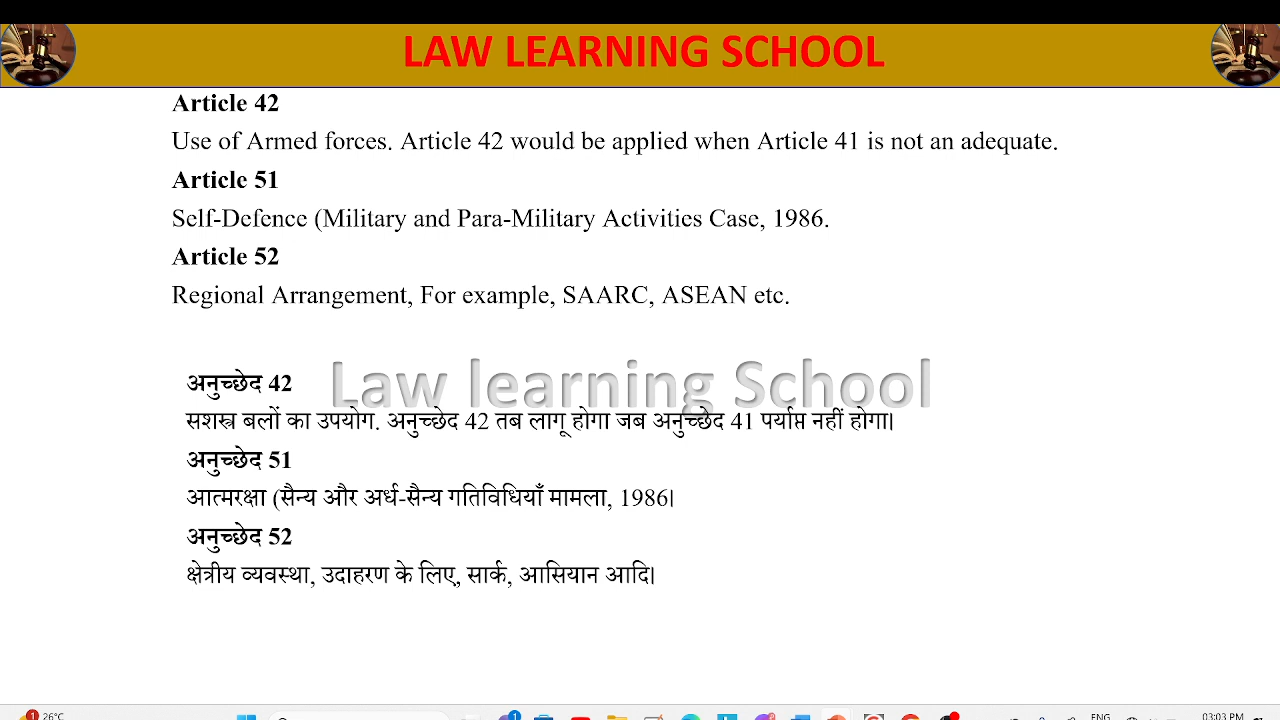 LAW LEARNING SCHOOL
Article 42
Use of Armed forces. Article 42 would be applied when Article 41 is not an adequate.
Article 51
Self-Defence (Military and Para-Military Activities Case, 1986.
Article 52
Regional Arrangement, For example, SAARC, ASEAN etc.
Law learning School
अनुच्छेद 42
सशस्त्र बलों का उपयोग. अनुच्छेद 42 तब लागू होगा जब अनुच्छेद 41 पर्याप्त नहीं होगा।
अनुच्छेद 51
आत्मरक्षा (सैन्य और अर्ध-सैन्य गतिविधियाँ मामला, 1986।
अनुच्छेद 52
क्षेत्रीय व्यवस्था, उदाहरण के लिए, सार्क, आसियान आदि।
1 26°C 1 ENG 03:03 PM